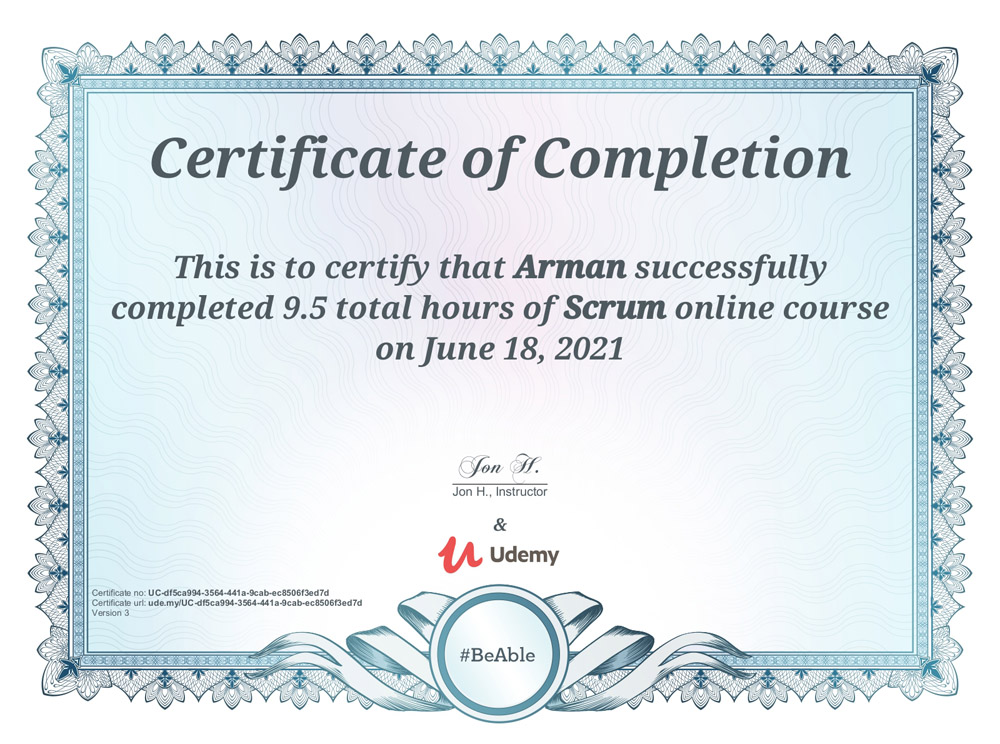 Certificate of Completion
This is to certify that Arman successfully
completed 9.5 total hours of Scrum online course
on June 18, 2021
Jon H.
Jon H., Instructor
&
Udemy
Certificate no: UC-df5ca994-3564-441a-9cab-ec8506f3ed7d
Certificate url: ude.my/UC-df5ca994-3564-441a-9cab-ec8506f3ed7d
Version 3
#BeAble